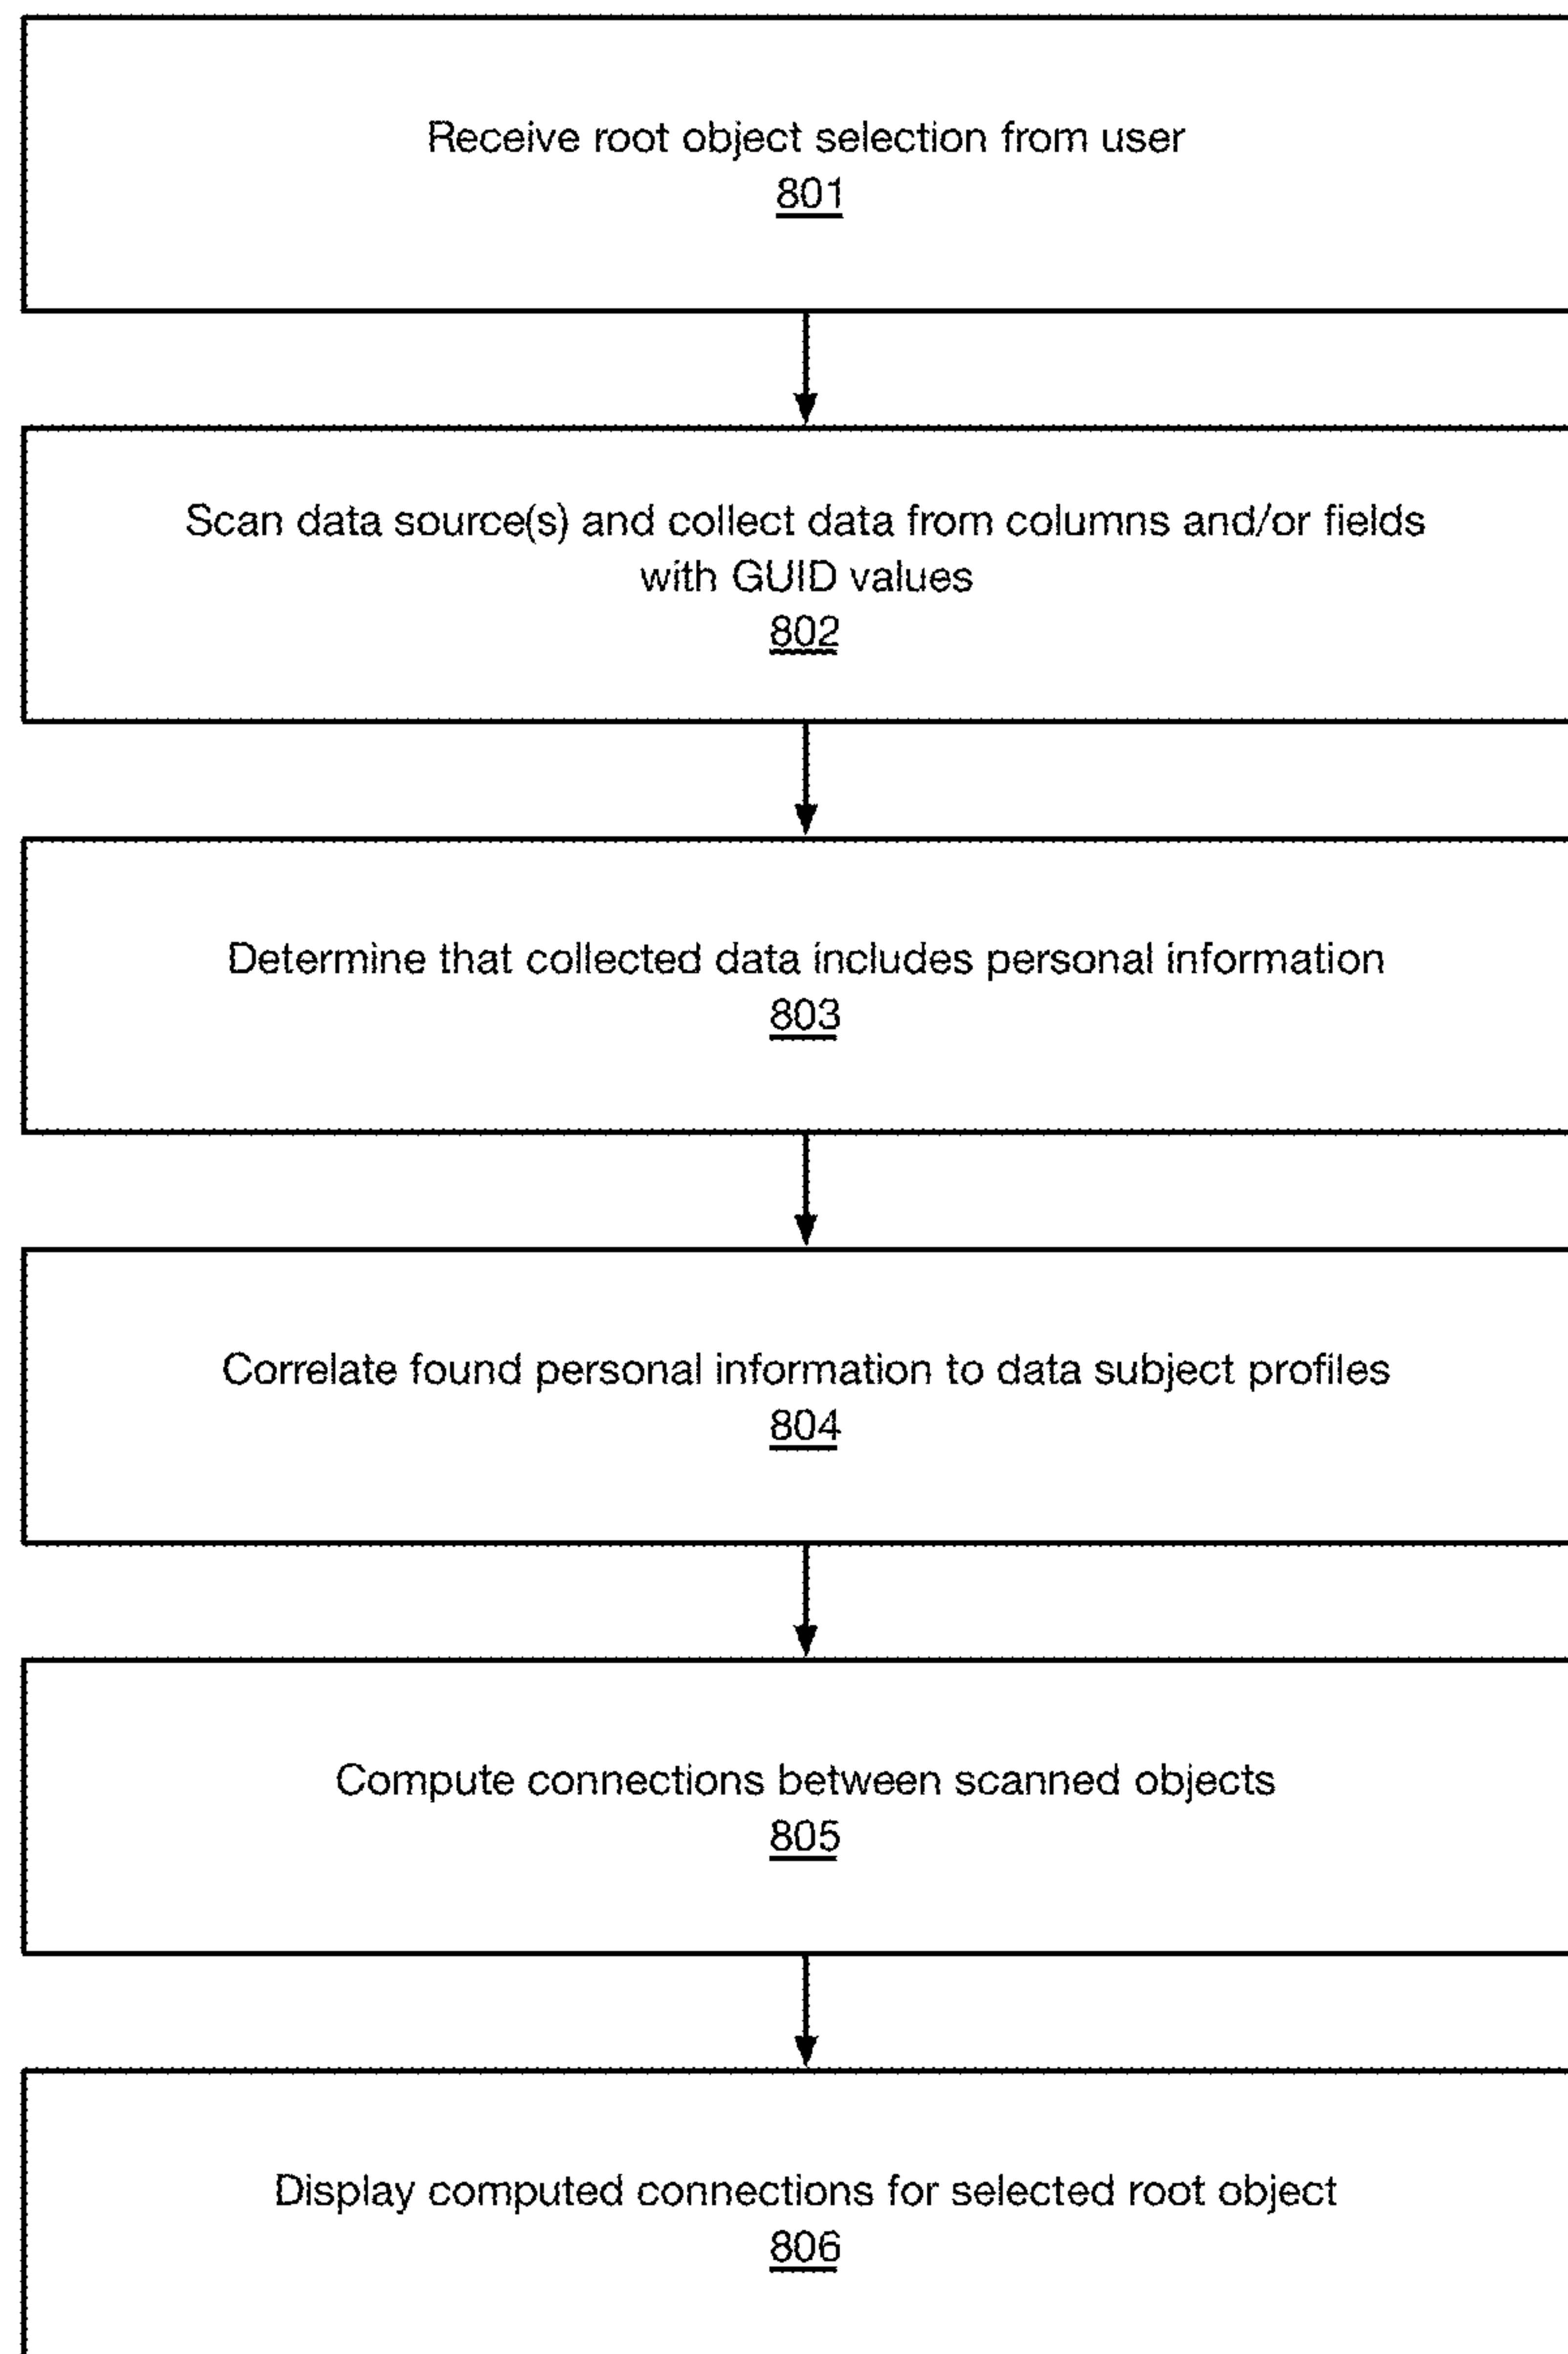 Receive root object selection from user
801
Scan data source(s) and collect data from columns and/or fields
with GUID values
802
Determine that collected data includes personal information
803
Correlate found personal information to data subject profiles
804
Compute connections between scanned objects
805
Display computed connections for selected root object
806